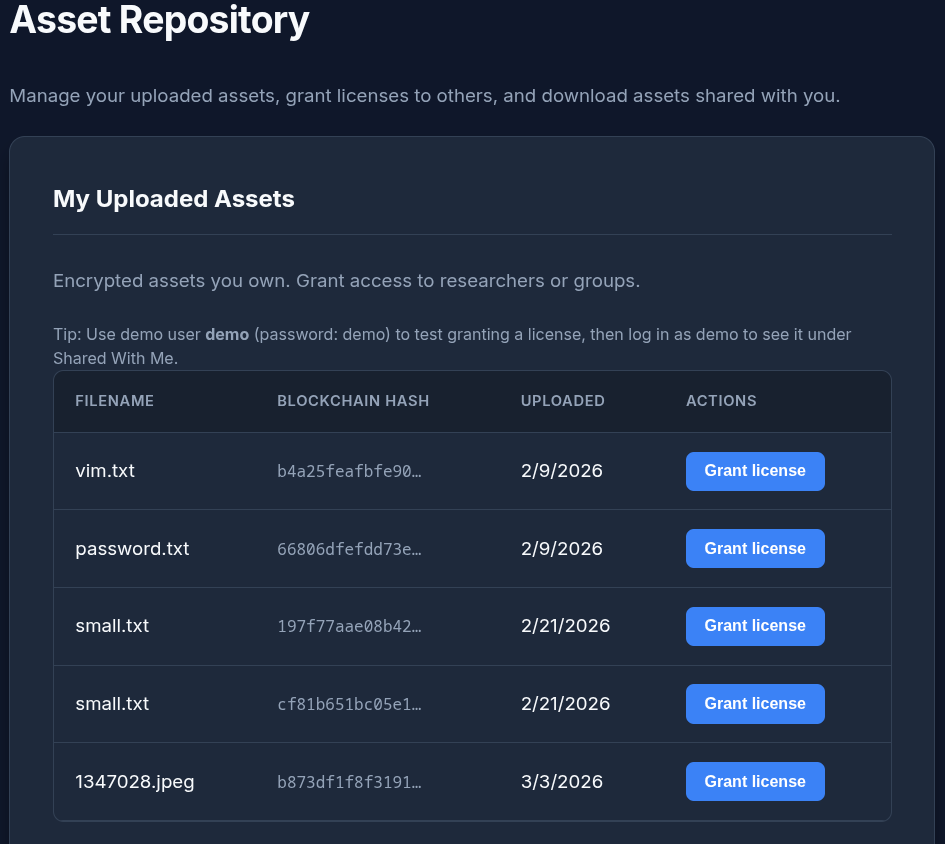 Asset Repository
Manage your uploaded assets, grant licenses to others, and download assets shared with you.
My Uploaded Assets
Encrypted assets you own. Grant access to researchers or groups.
Tip: Use demo user demo (password: demo) to test granting a license, then log in as demo to see it under
Shared With Me.
FILENAME BLOCKCHAIN HASH UPLOADED ACTIONS
vim.txt b4a25feafbfe90… 2/9/2026 Grant license
password.txt 66806dfefdd73e… 2/9/2026 Grant license
small.txt 197f77aae08b42… 2/21/2026 Grant license
small.txt cf81b651bc05e1… 2/21/2026 Grant license
1347028.jpeg b873df1f8f3191… 3/3/2026 Grant license